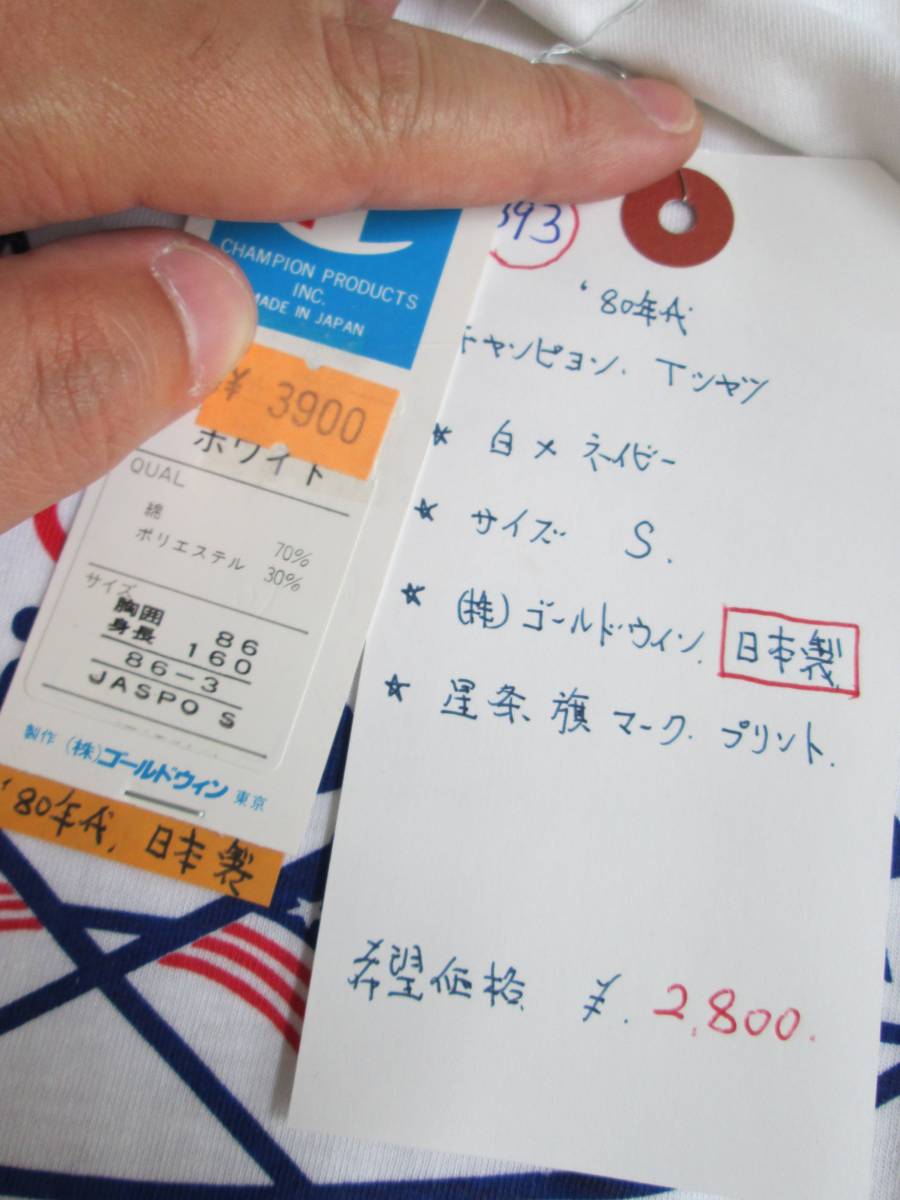 CHAMPION PRODUCTS
INC.
MADE IN JAPAN
¥ 3900
ホワイト
QUAL
綿 70%
ポリエステル 30%
サイズ
胸囲 86
身長 160
86-3
JASPO S
製作 (株)ゴールドウィン 東京
'80年代, 日本製
93
'80年代
チャンピヨン. Tシャツ
☆ 白×ネイビー
☆ サイズ S.
☆ (株)ゴールドウィン. 日本製
☆ 星条旗マーク. プリント.
希望価格 ¥. 2,800.